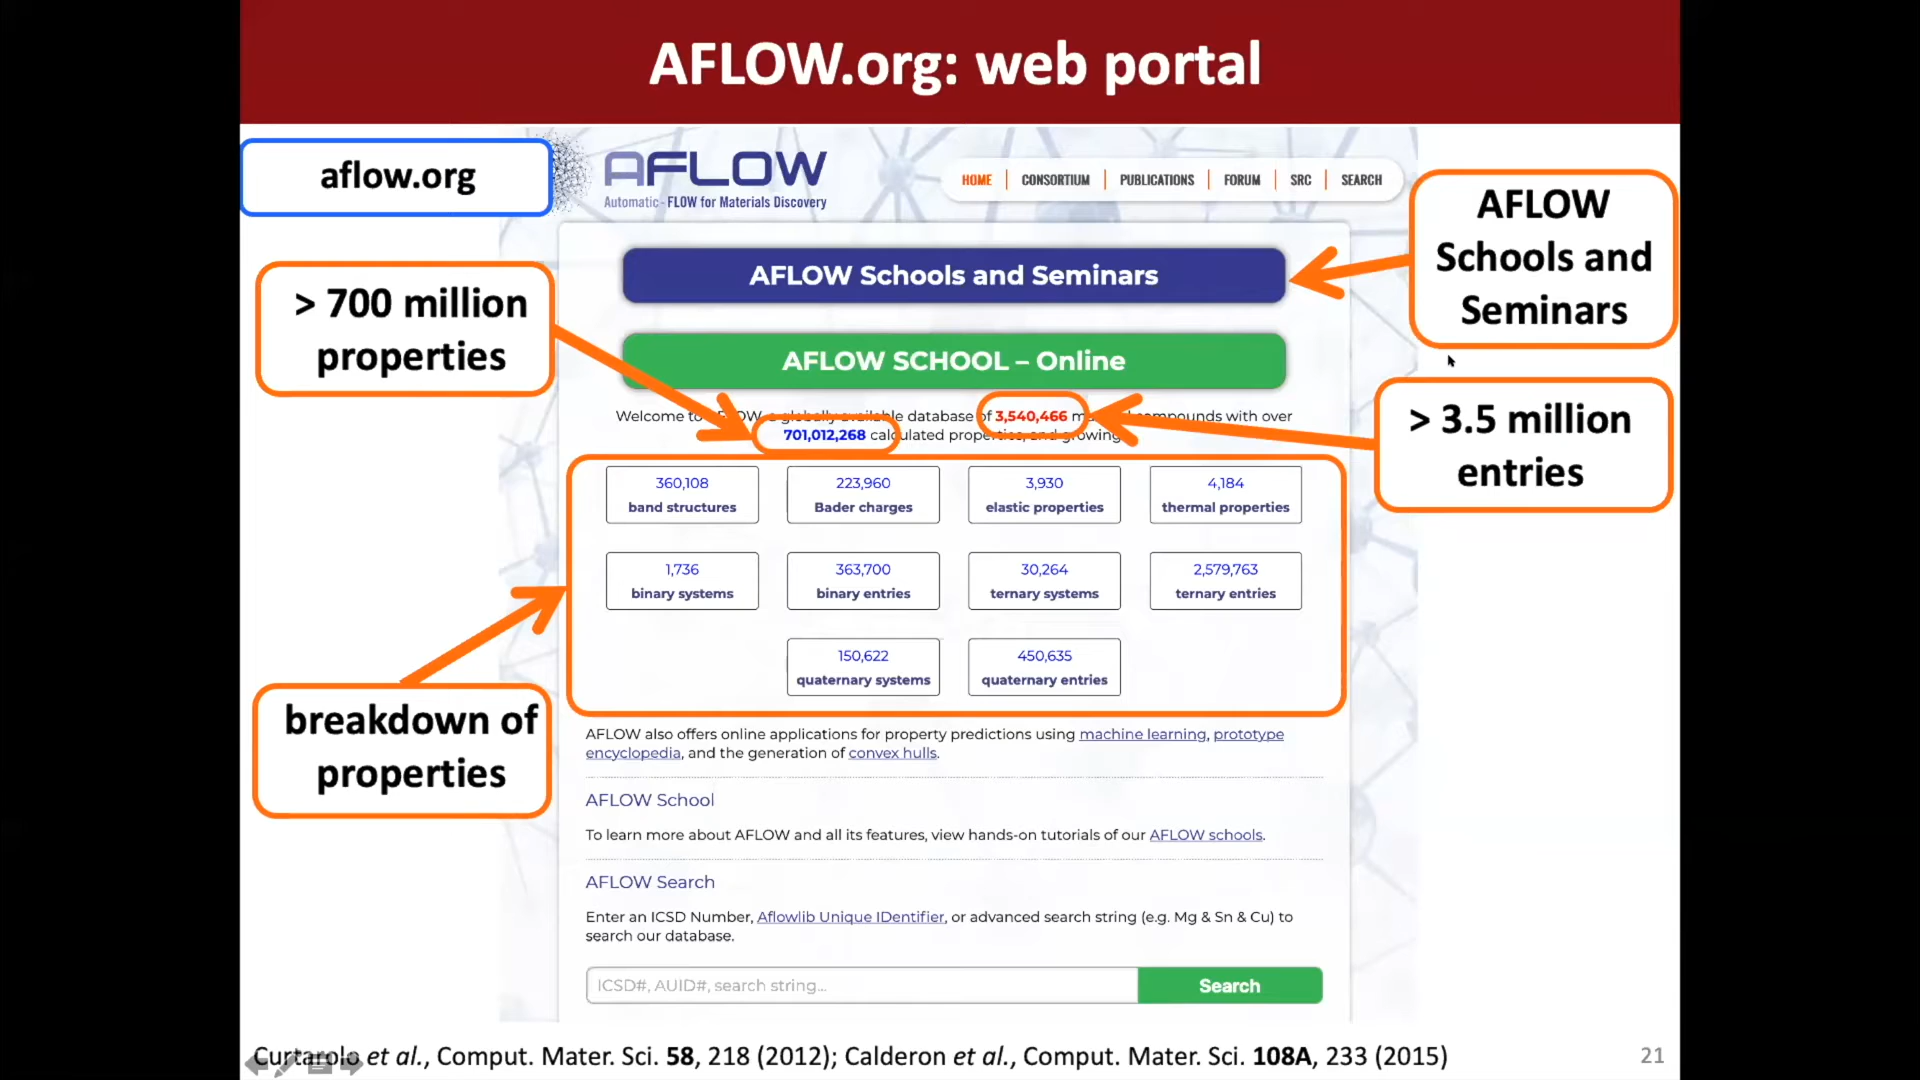 AFLOW.org: web portal
aflow.org
AFLOW
Automatic - FLOW for Materials Discovery
HOME | CONSORTIUM | PUBLICATIONS | FORUM | SRC | SEARCH
AFLOW
Schools and
Seminars
AFLOW Schools and Seminars
> 700 million
properties
AFLOW SCHOOL – Online
> 3.5 million
entries
Welcome to database of 3,540,466 compounds with over
701,012,268 calculated properties and growing
360,108
band structures
223,960
Bader charges
3,930
elastic properties
4,184
thermal properties
1,736
binary systems
363,700
binary entries
30,264
ternary systems
2,579,763
ternary entries
150,622
quaternary systems
450,635
quaternary entries
breakdown of
properties
AFLOW also offers online applications for property predictions using machine learning, prototype
encyclopedia, and the generation of convex hulls.
AFLOW School
To learn more about AFLOW and all its features, view hands-on tutorials of our AFLOW schools.
AFLOW Search
Enter an ICSD Number, Aflowlib Unique IDentifier, or advanced search string (e.g. Mg & Sn & Cu) to
search our database.
ICSD#, AUID#, search string...
Search
Curtarolo et al., Comput. Mater. Sci. 58, 218 (2012); Calderon et al., Comput. Mater. Sci. 108A, 233 (2015)
21